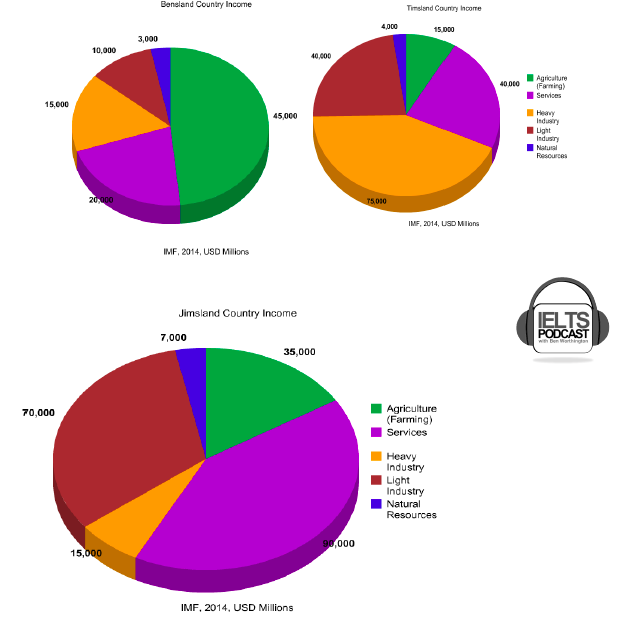 Bensland Country Income
3,000
10,000
15,000
45,000
20,000
IMF, 2014, USD Millions
Timsland Country Income
4,000
15,000
40,000
40,000
75,000
Agriculture
(Farming)
Services
Heavy
Industry
Light
Industry
Natural
Resources
IMF, 2014, USD Millions
IELTS
PODCAST
with Ben Worthington
Jimsland Country Income
7,000
35,000
70,000
15,000
90,000
Agriculture
(Farming)
Services
Heavy
Industry
Light
Industry
Natural
Resources
IMF, 2014, USD Millions